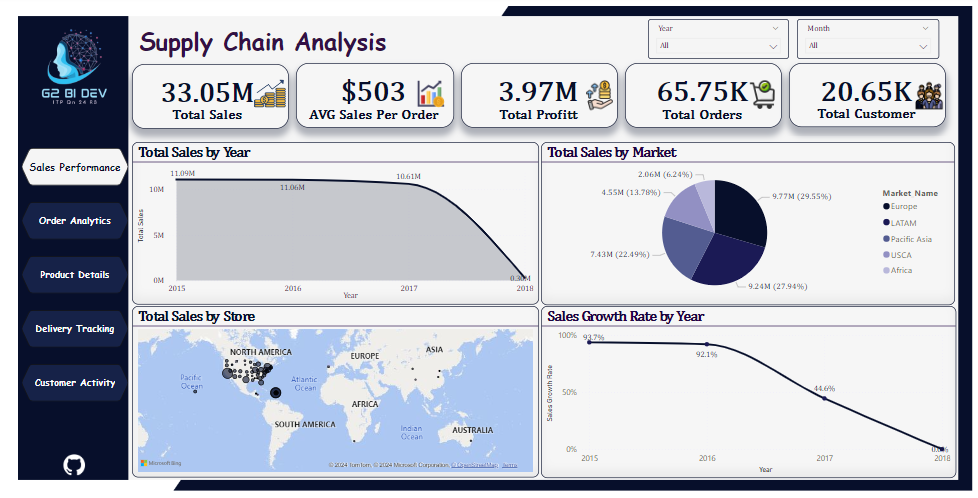 G2 BI DEV
ITP Qn 24 R3
Supply Chain Analysis
Year
All
Month
All
33.05M
Total Sales
$503
AVG Sales Per Order
3.97M
Total Profitt
65.75K
Total Orders
20.65K
Total Customer
Sales Performance
Order Analytics
Product Details
Delivery Tracking
Customer Activity
Total Sales by Year
11.09M
11.06M
10.61M
0.30M
10M
5M
0M
Total Sales
2015
2016
2017
2018
Year
Total Sales by Market
2.06M (6.24%)
4.55M (13.78%)
7.43M (22.49%)
9.77M (29.55%)
9.24M (27.94%)
Market_Name
Europe
LATAM
Pacific Asia
USCA
Africa
Total Sales by Store
NORTH AMERICA
EUROPE
ASIA
Pacific
Ocean
Atlantic
Ocean
AFRICA
SOUTH AMERICA
Indian
Ocean
AUSTRALIA
Microsoft Bing
© 2024 TomTom, © 2024 Microsoft Corporation, © OpenStreetMap Terms
Sales Growth Rate by Year
100%
50%
0%
Sales Growth Rate
93.7%
92.1%
44.6%
2015
2016
2017
2018
Year